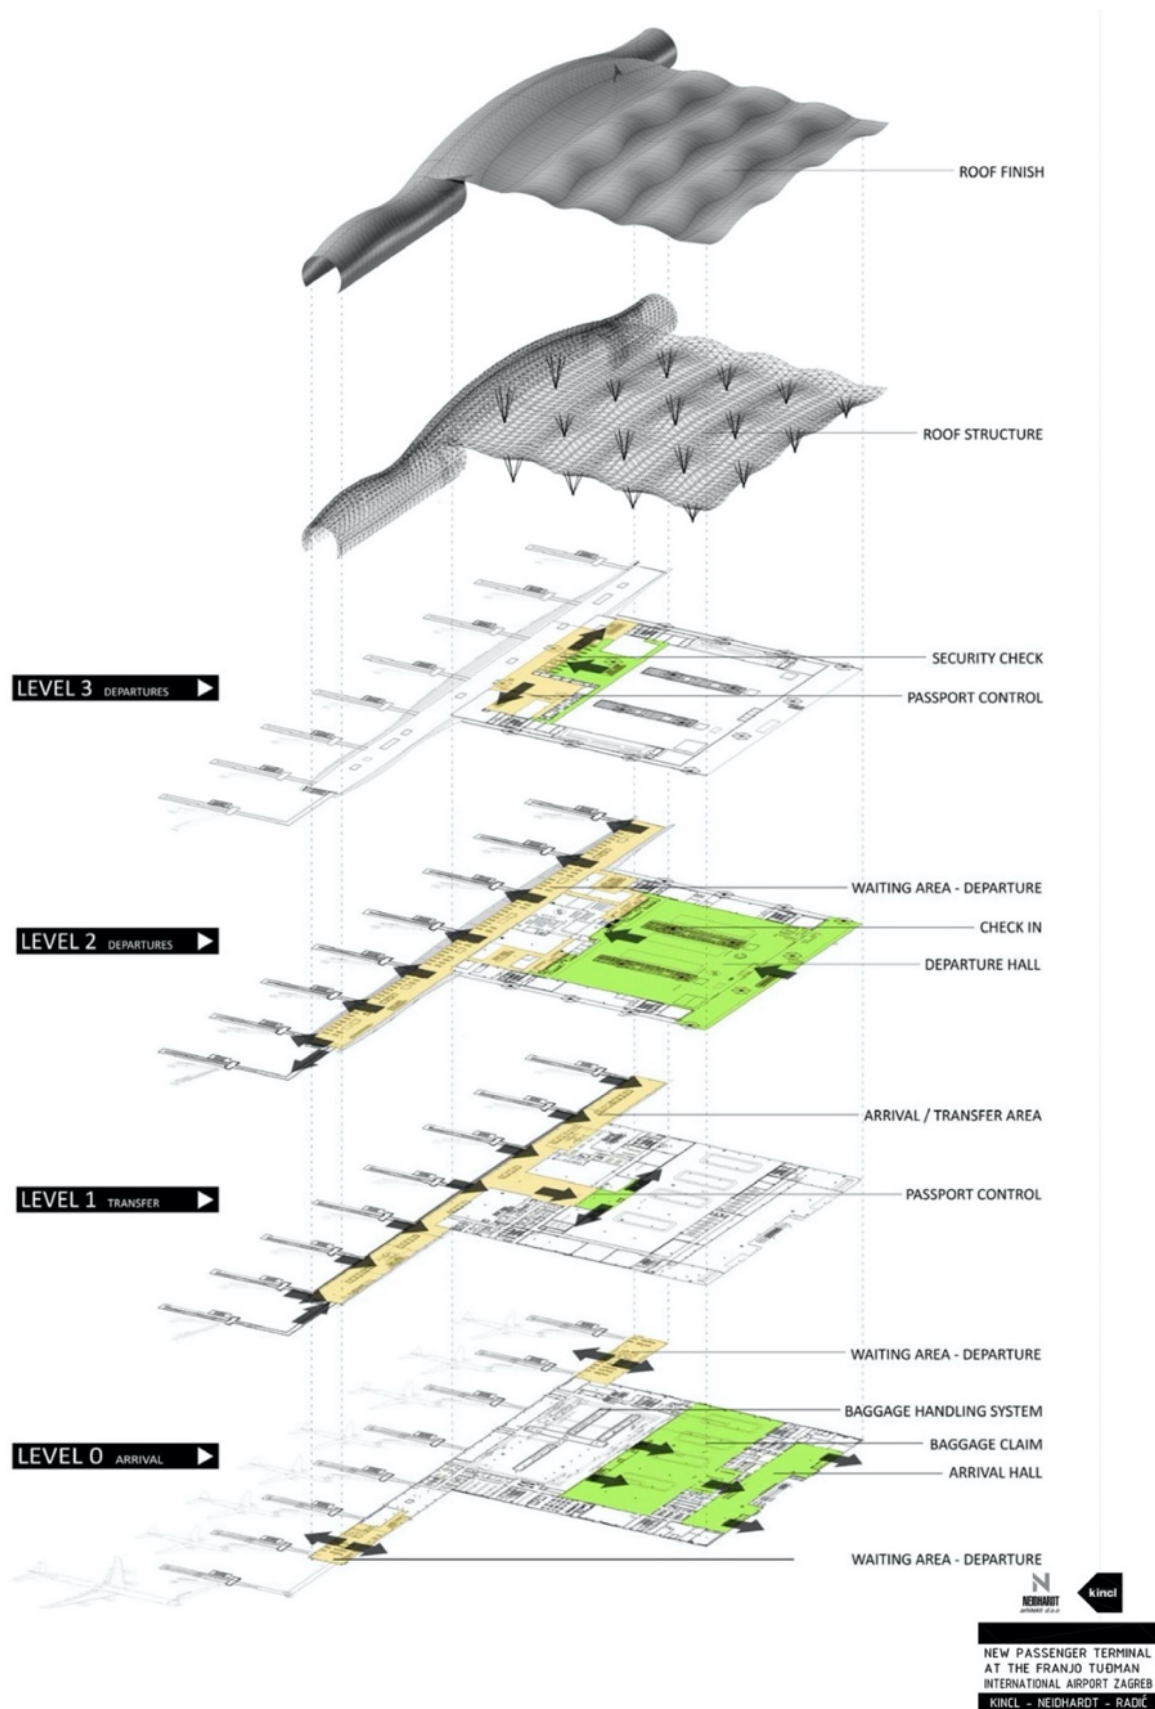 ROOF FINISH
ROOF STRUCTURE
SECURITY CHECK
LEVEL 3 DEPARTURES
PASSPORT CONTROL
WAITING AREA - DEPARTURE
CHECK IN
LEVEL 2 DEPARTURES
DEPARTURE HALL
ARRIVAL / TRANSFER AREA
PASSPORT CONTROL
LEVEL 1 TRANSFER
WAITING AREA - DEPARTURE
BAGGAGE HANDLING SYSTEM
BAGGAGE CLAIM
LEVEL 0 ARRIVAL
ARRIVAL HALL
WAITING AREA - DEPARTURE
N
NEIDHARDT
arhitekti d.o.o
kincl
NEW PASSENGER TERMINAL
AT THE FRANJO TUĐMAN
INTERNATIONAL AIRPORT ZAGREB
KINCL - NEIDHARDT - RADIĆ